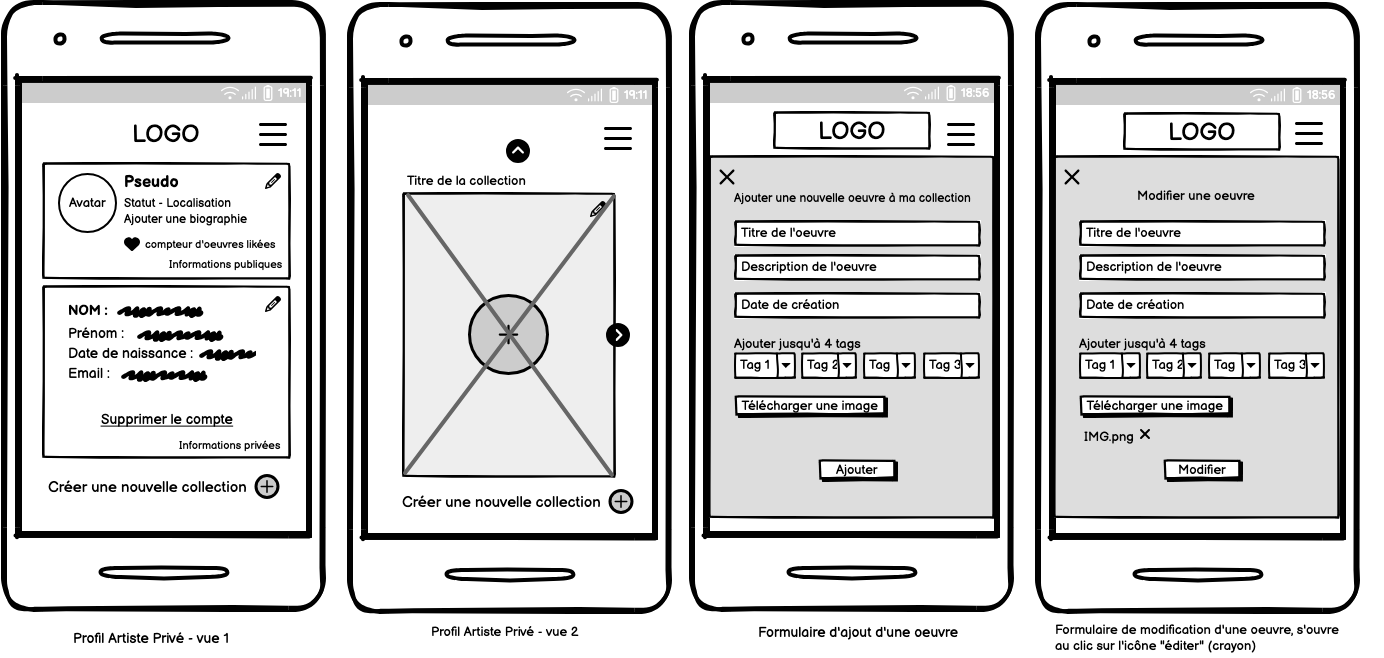 19:11
LOGO
Pseudo
Avatar
Statut - Localisation
Ajouter une biographie
compteur d'oeuvres likées
Informations publiques
NOM :
Prénom :
Date de naissance :
Email :
Supprimer le compte
Informations privées
Créer une nouvelle collection
Profil Artiste Privé - vue 1
19:11
Titre de la collection
Créer une nouvelle collection
Profil Artiste Privé - vue 2
18:56
LOGO
Ajouter une nouvelle oeuvre à ma collection
Titre de l'oeuvre
Description de l'oeuvre
Date de création
Ajouter jusqu'à 4 tags
Tag 1 Tag 2 Tag Tag 3
Télécharger une image
Ajouter
Formulaire d'ajout d'une oeuvre
18:56
LOGO
Modifier une oeuvre
Titre de l'oeuvre
Description de l'oeuvre
Date de création
Ajouter jusqu'à 4 tags
Tag 1 Tag 2 Tag Tag 3
Télécharger une image
IMG.png
Modifier
Formulaire de modification d'une oeuvre, s'ouvre
au clic sur l'icône "éditer" (crayon)